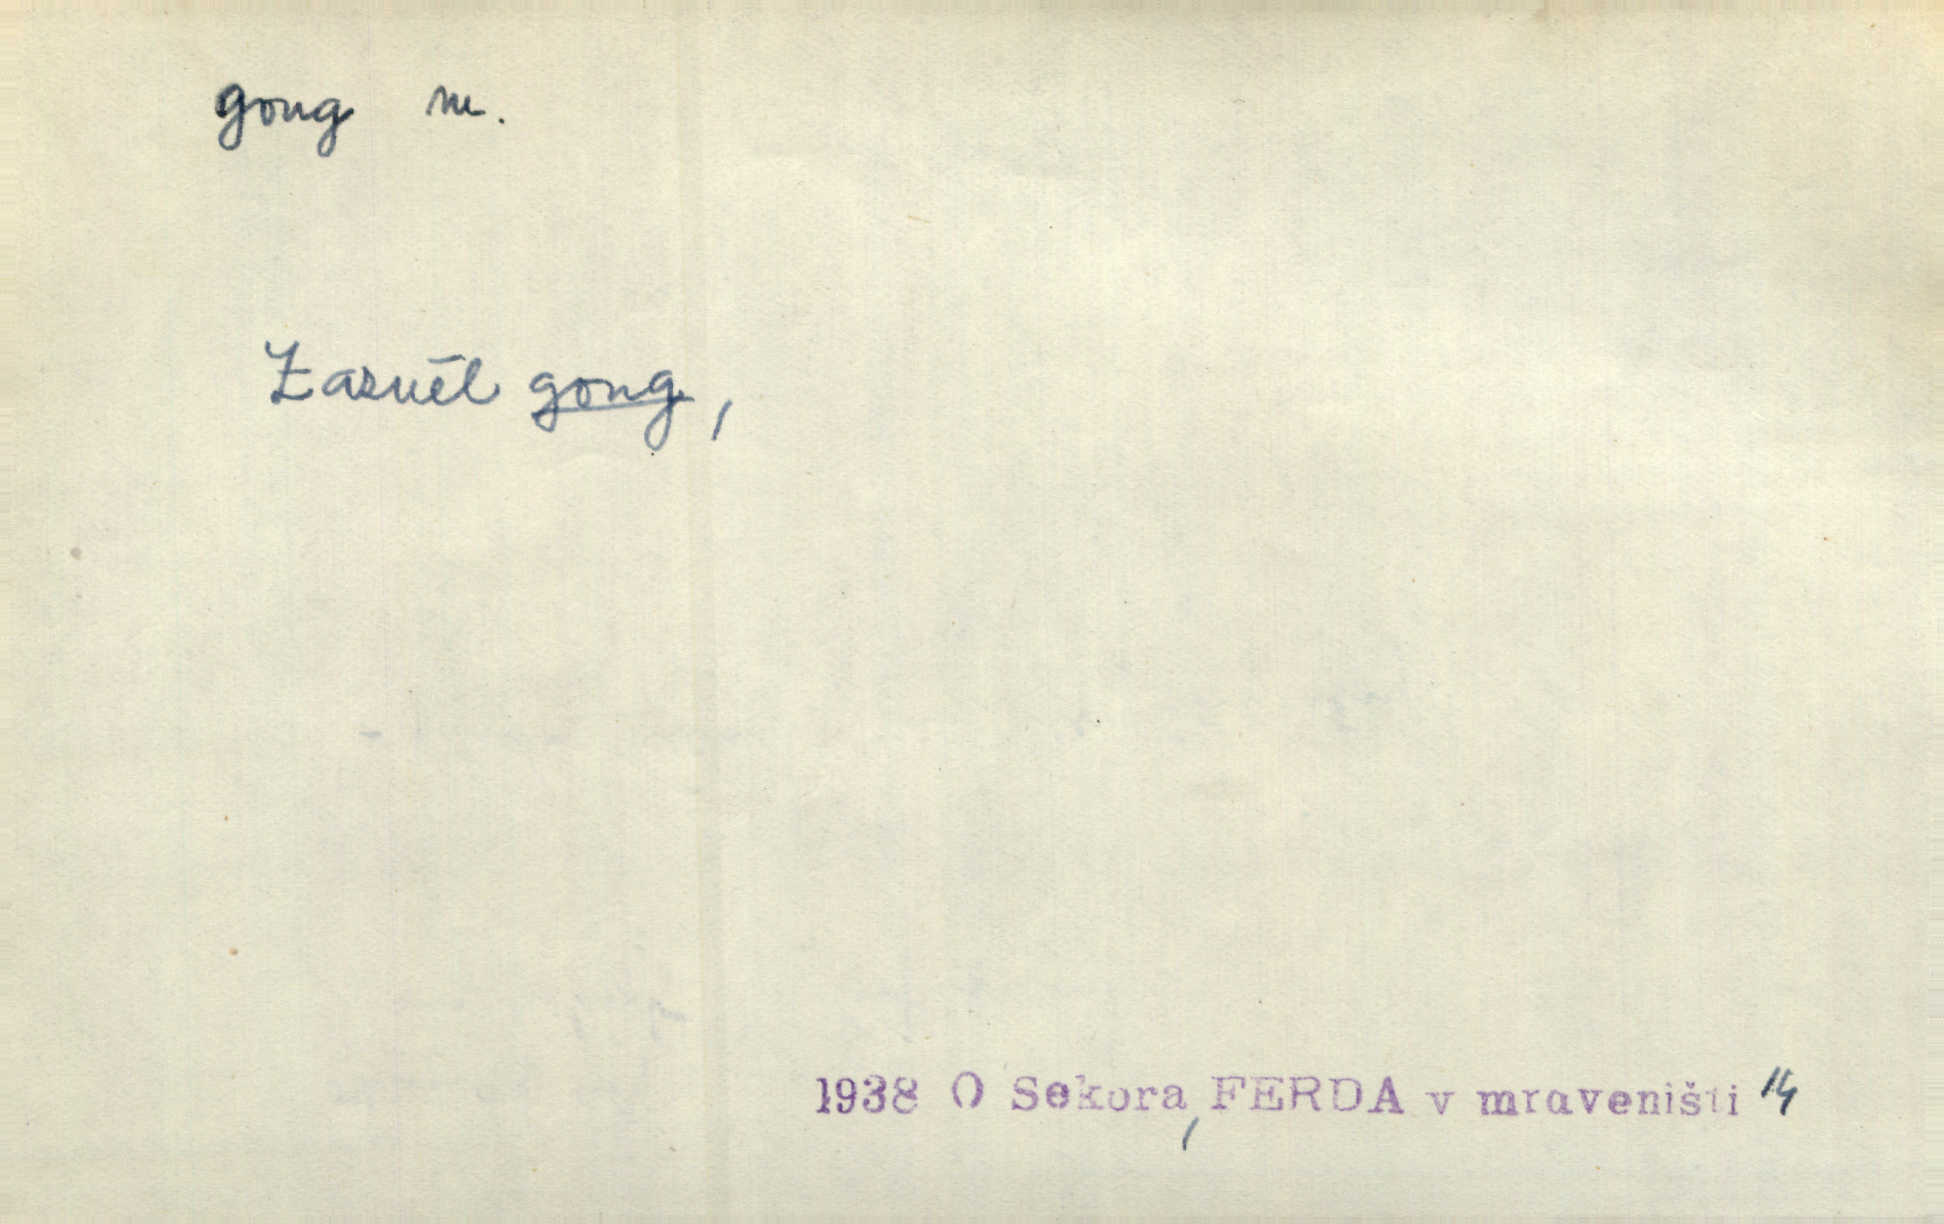 gong m.
Zazněl gong,
1938 O Sekora, FERDA v mraveništi 14